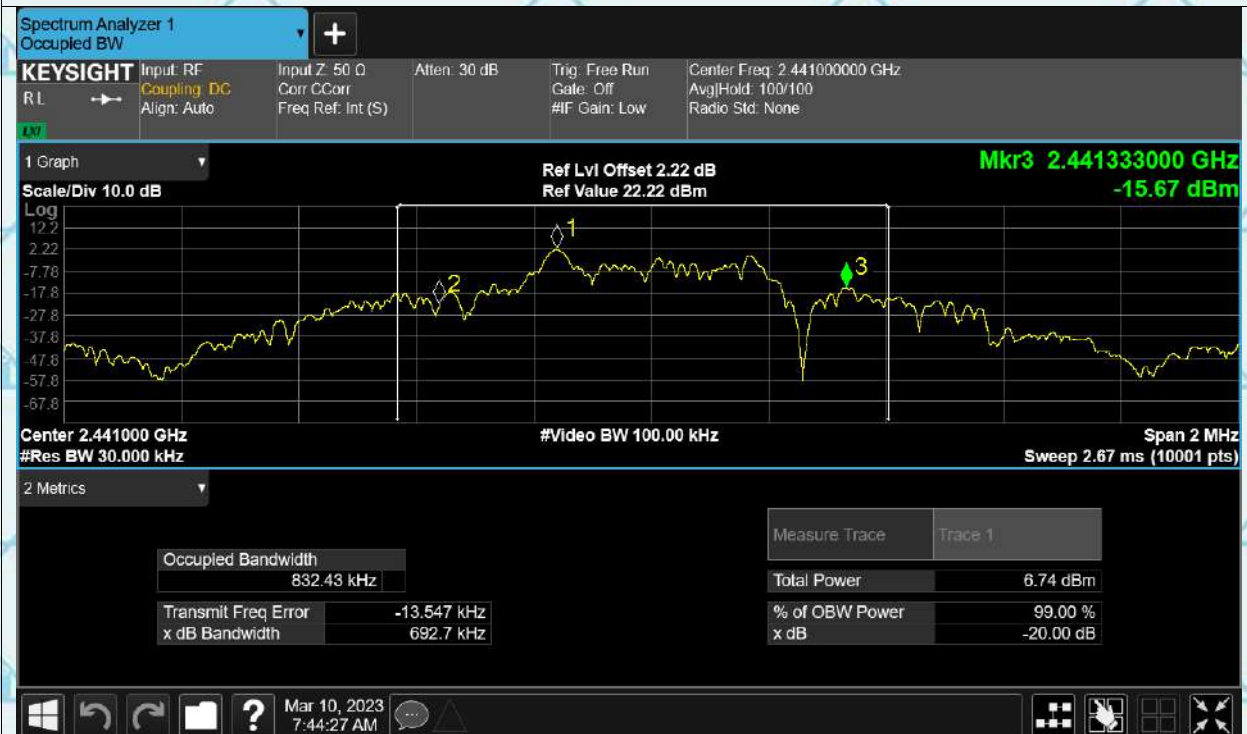 Spectrum Analyzer 1
Occupied BW
+
KEYSIGHT
RL
LXI
Input: RF
Coupling: DC
Align: Auto
Input Z: 50 Ω
Corr CCorr
Freq Ref: Int (S)
Atten: 30 dB
Trig: Free Run
Gate: Off
#IF Gain: Low
Center Freq: 2.441000000 GHz
Avg|Hold: 100/100
Radio Std: None
1 Graph
Scale/Div 10.0 dB
Ref Lvl Offset 2.22 dB
Ref Value 22.22 dBm
Mkr3 2.441333000 GHz
-15.67 dBm
Log
12.2
2.22
-7.78
-17.8
-27.8
-37.8
-47.8
-57.8
-67.8
1
2
3
Center 2.441000 GHz
#Video BW 100.00 kHz
Span 2 MHz
#Res BW 30.000 kHz
Sweep 2.67 ms (10001 pts)
2 Metrics
Measure Trace Trace 1
Occupied Bandwidth
832.43 kHz
Total Power 6.74 dBm
Transmit Freq Error -13.547 kHz
% of OBW Power 99.00 %
x dB Bandwidth 692.7 kHz
x dB -20.00 dB
?
Mar 10, 2023
7:44:27 AM